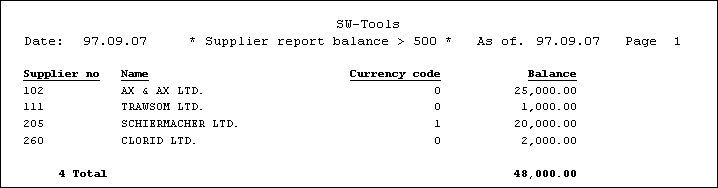 SW-Tools
Date: 97.09.07 * Supplier report balance > 500 * As of. 97.09.07 Page 1
Supplier no Name Currency code Balance
102 AX & AX LTD. 0 25,000.00
111 TRAWSOM LTD. 0 1,000.00
205 SCHIERMACHER LTD. 1 20,000.00
260 CLORID LTD. 0 2,000.00
4 Total 48,000.00